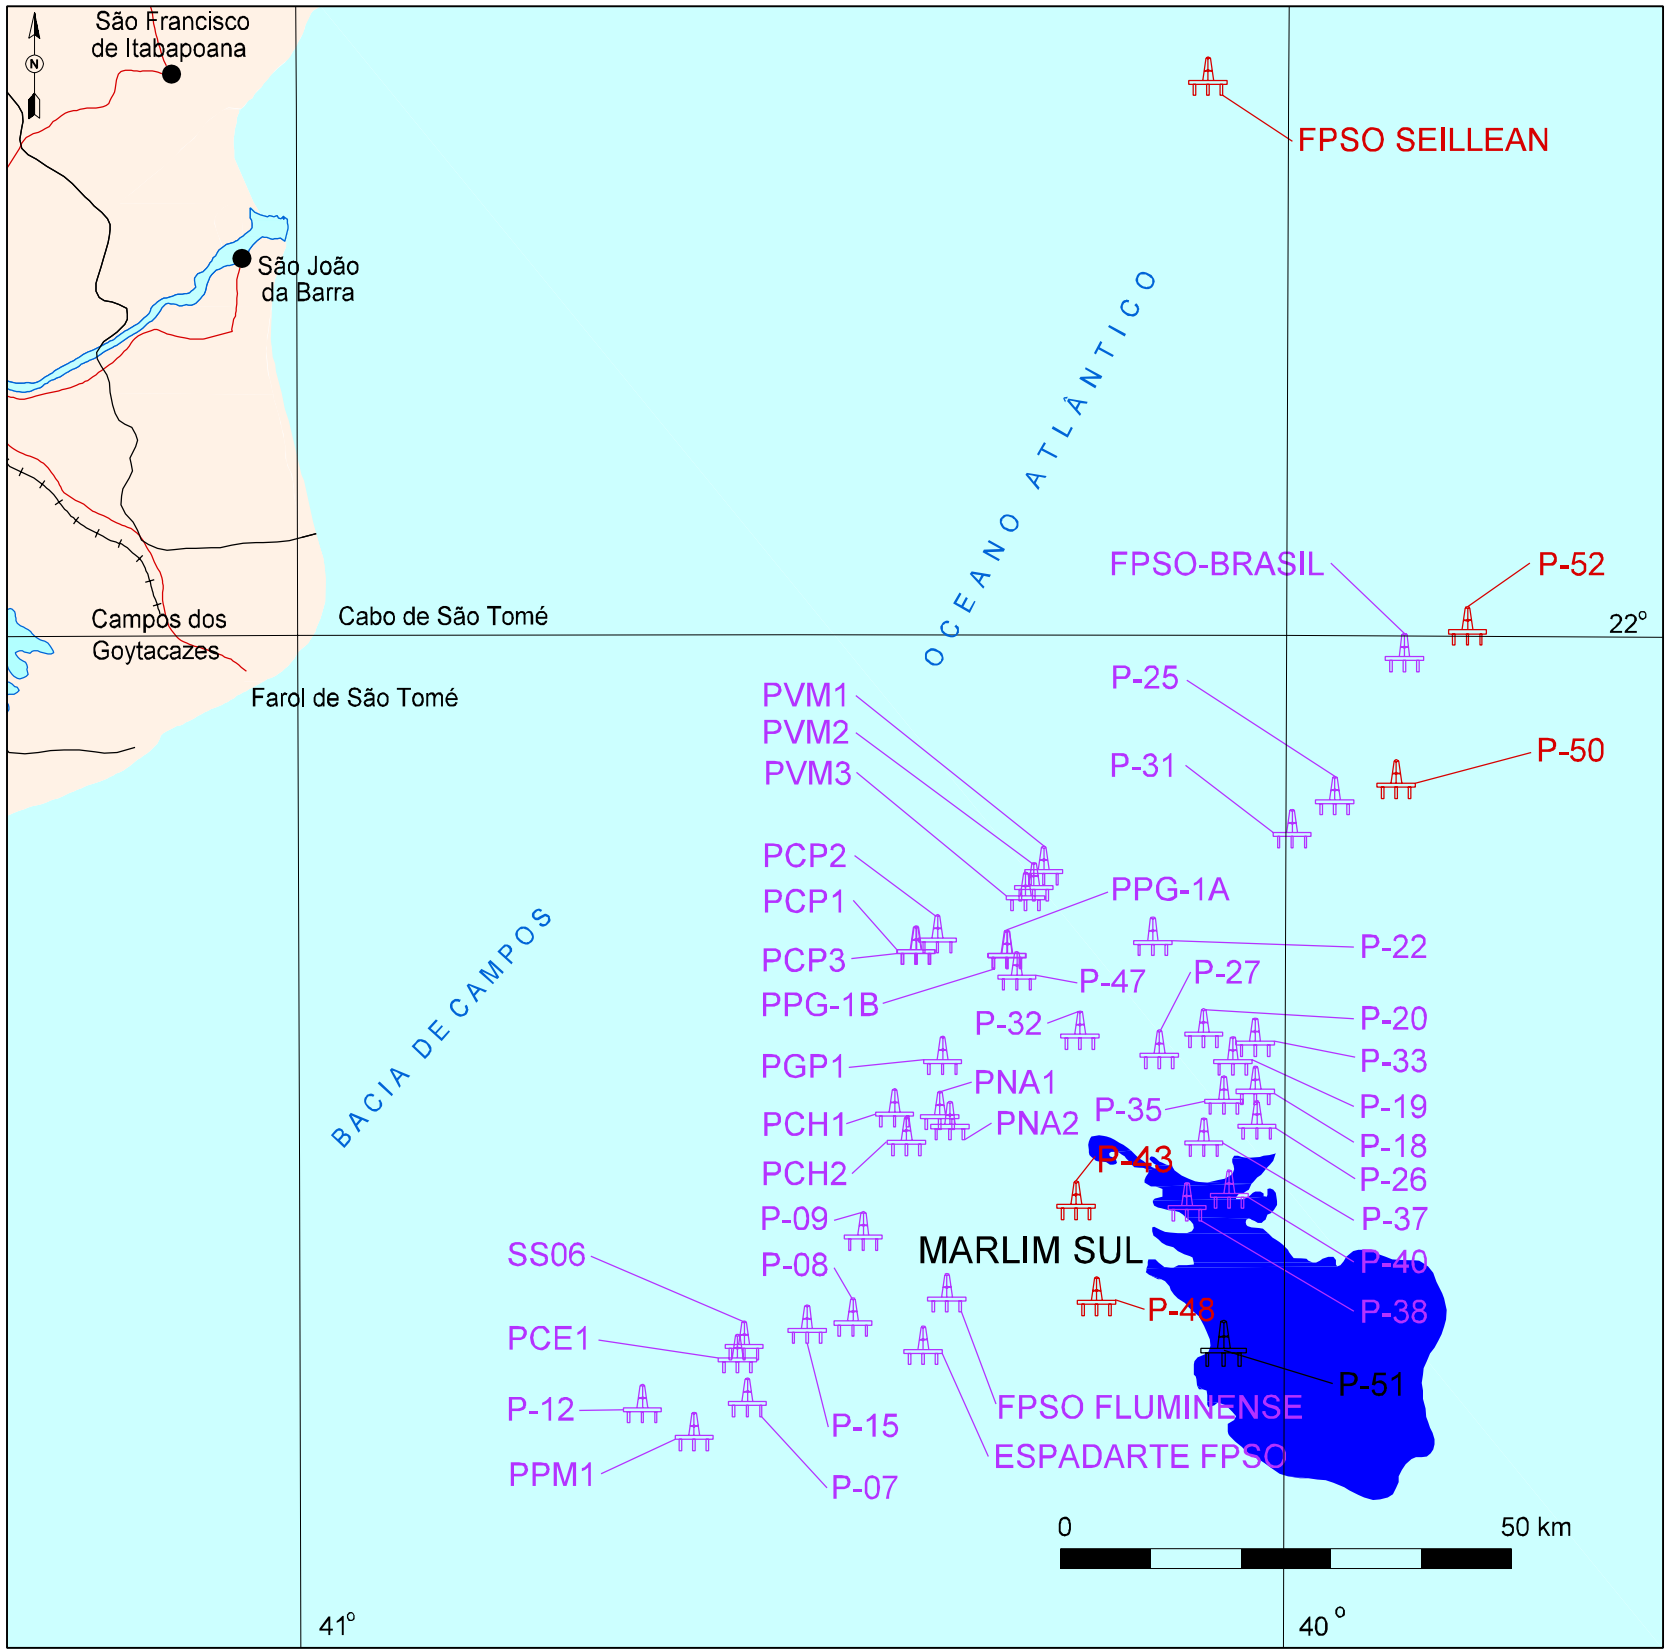 São Francisco
de Itabapoana
N
FPSO SEILLEAN
São João
da Barra
OCEANO ATLÂNTICO
FPSO-BRASIL
P-52
Campos dos
Goytacazes
Cabo de São Tomé
22º
Farol de São Tomé
P-25
PVM1
PVM2
PVM3
P-31
P-50
PCP2
PCP1
PPG-1A
BACIA DE CAMPOS
PCP3
P-22
P-27
P-47
PPG-1B
P-32
P-20
PGP1
P-33
PNA1
P-35
P-19
PCH1
PNA2
P-18
P-43
PCH2
P-26
P-09
P-37
SS06
MARLIM SUL
P-08
P-40
P-48
P-38
PCE1
P-51
P-12
P-15
FPSO FLUMINENSE
ESPADARTE FPSO
PPM1
P-07
0
50 km
41º
40º